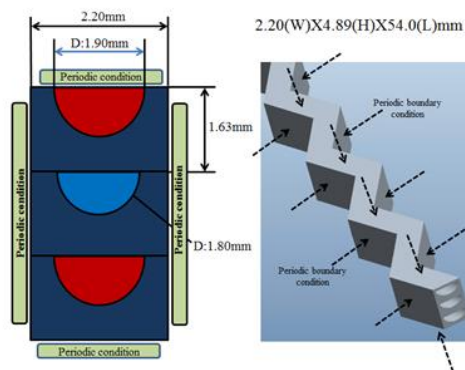 2.20mm
D:1.90mm
Periodic condition
1.63mm
Periodic condition
Periodic condition
D:1.80mm
Periodic condition
2.20(W)X4.89(H)X54.0(L)mm
Periodic boundary
condition
Periodic boundary
condition